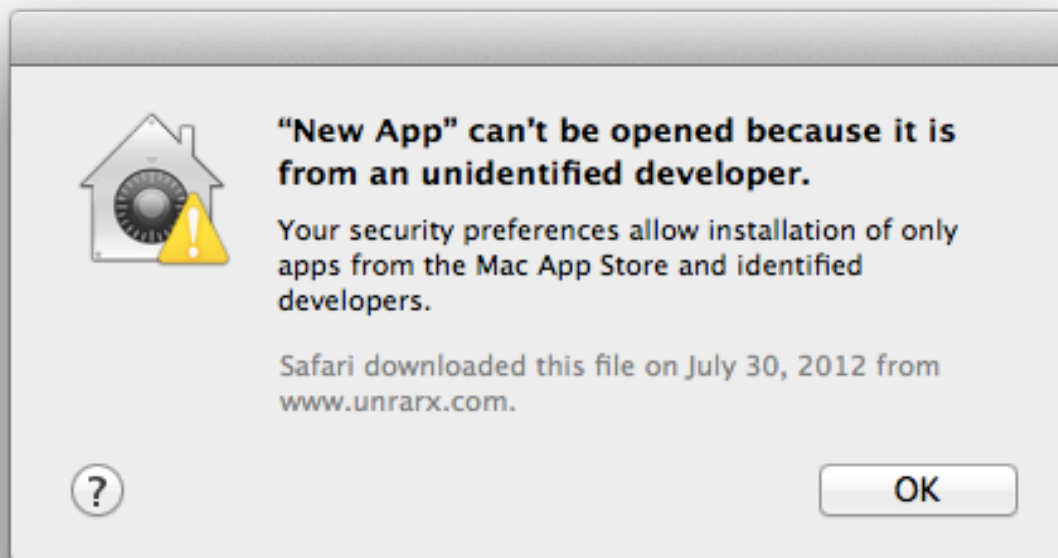 “New App” can't be opened because it is
from an unidentified developer.
Your security preferences allow installation of only
apps from the Mac App Store and identified
developers.
Safari downloaded this file on July 30, 2012 from
www.unrarx.com.
?
OK